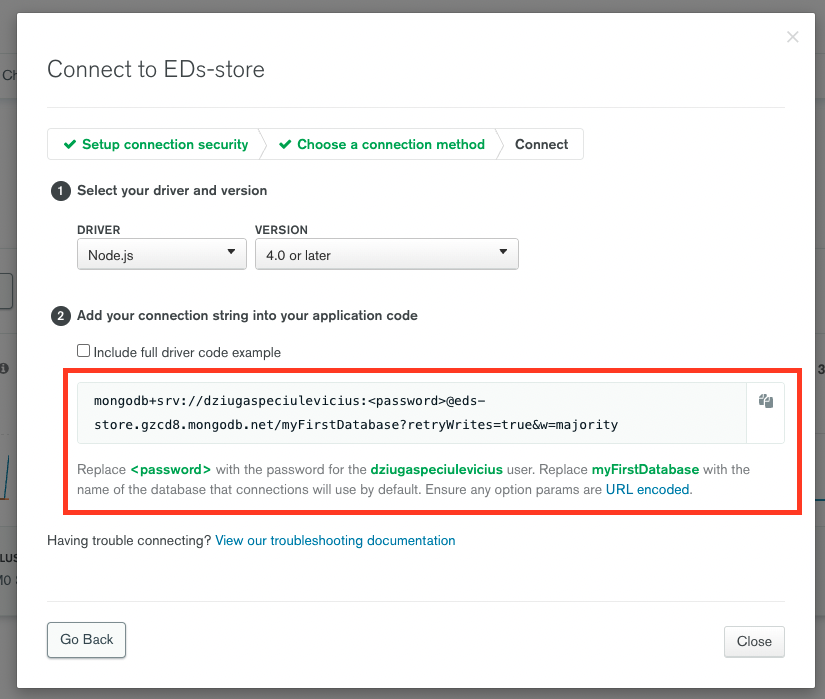 Connect to EDs-store
Setup connection security Choose a connection method Connect
1 Select your driver and version
DRIVER VERSION
Node.js 4.0 or later
2 Add your connection string into your application code
Include full driver code example
mongodb+srv://dziugaspeciulevicius:<password>@eds-
store.gzcd8.mongodb.net/myFirstDatabase?retryWrites=true&w=majority
Replace <password> with the password for the dziugaspeciulevicius user. Replace myFirstDatabase with the
name of the database that connections will use by default. Ensure any option params are URL encoded.
Having trouble connecting? View our troubleshooting documentation
Go Back Close